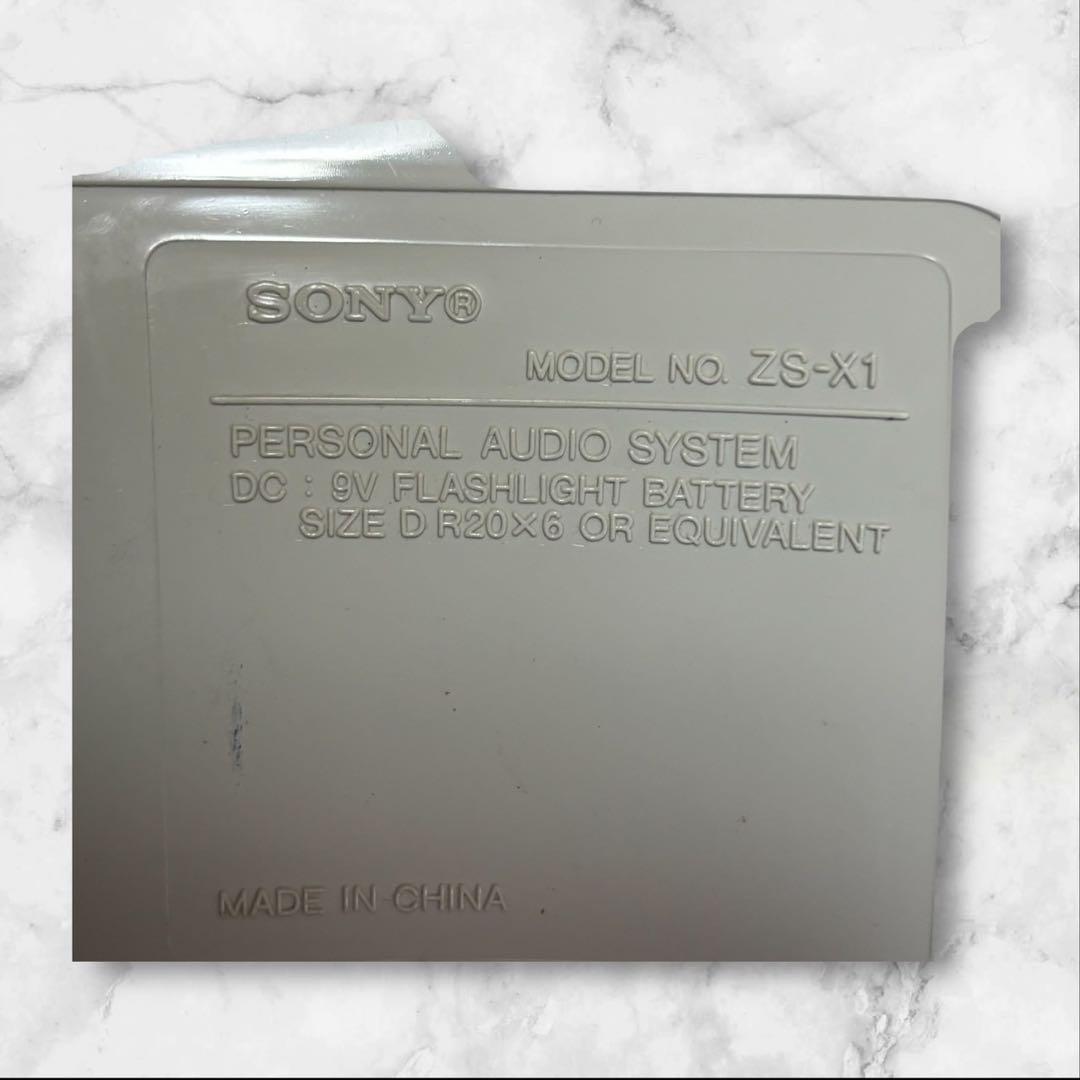 SONY®
MODEL NO. ZS-X1
PERSONAL AUDIO SYSTEM
DC : 9V FLASHLIGHT BATTERY
SIZE D R20×6 OR EQUIVALENT
MADE IN CHINA